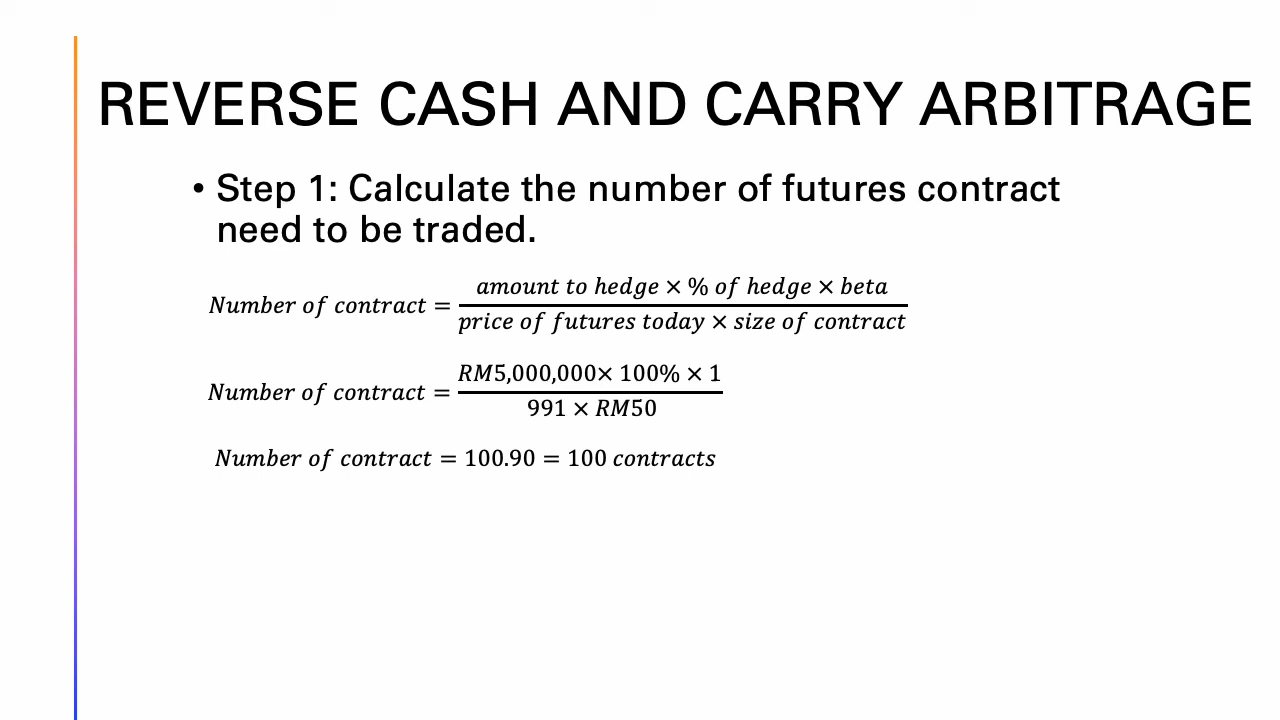 REVERSE CASH AND CARRY ARBITRAGE
• Step 1: Calculate the number of futures contract
need to be traded.
Number of contract = amount to hedge × % of hedge × beta / price of futures today × size of contract
Number of contract = RM5,000,000× 100% × 1 / 991 × RM50
Number of contract = 100.90 = 100 contracts